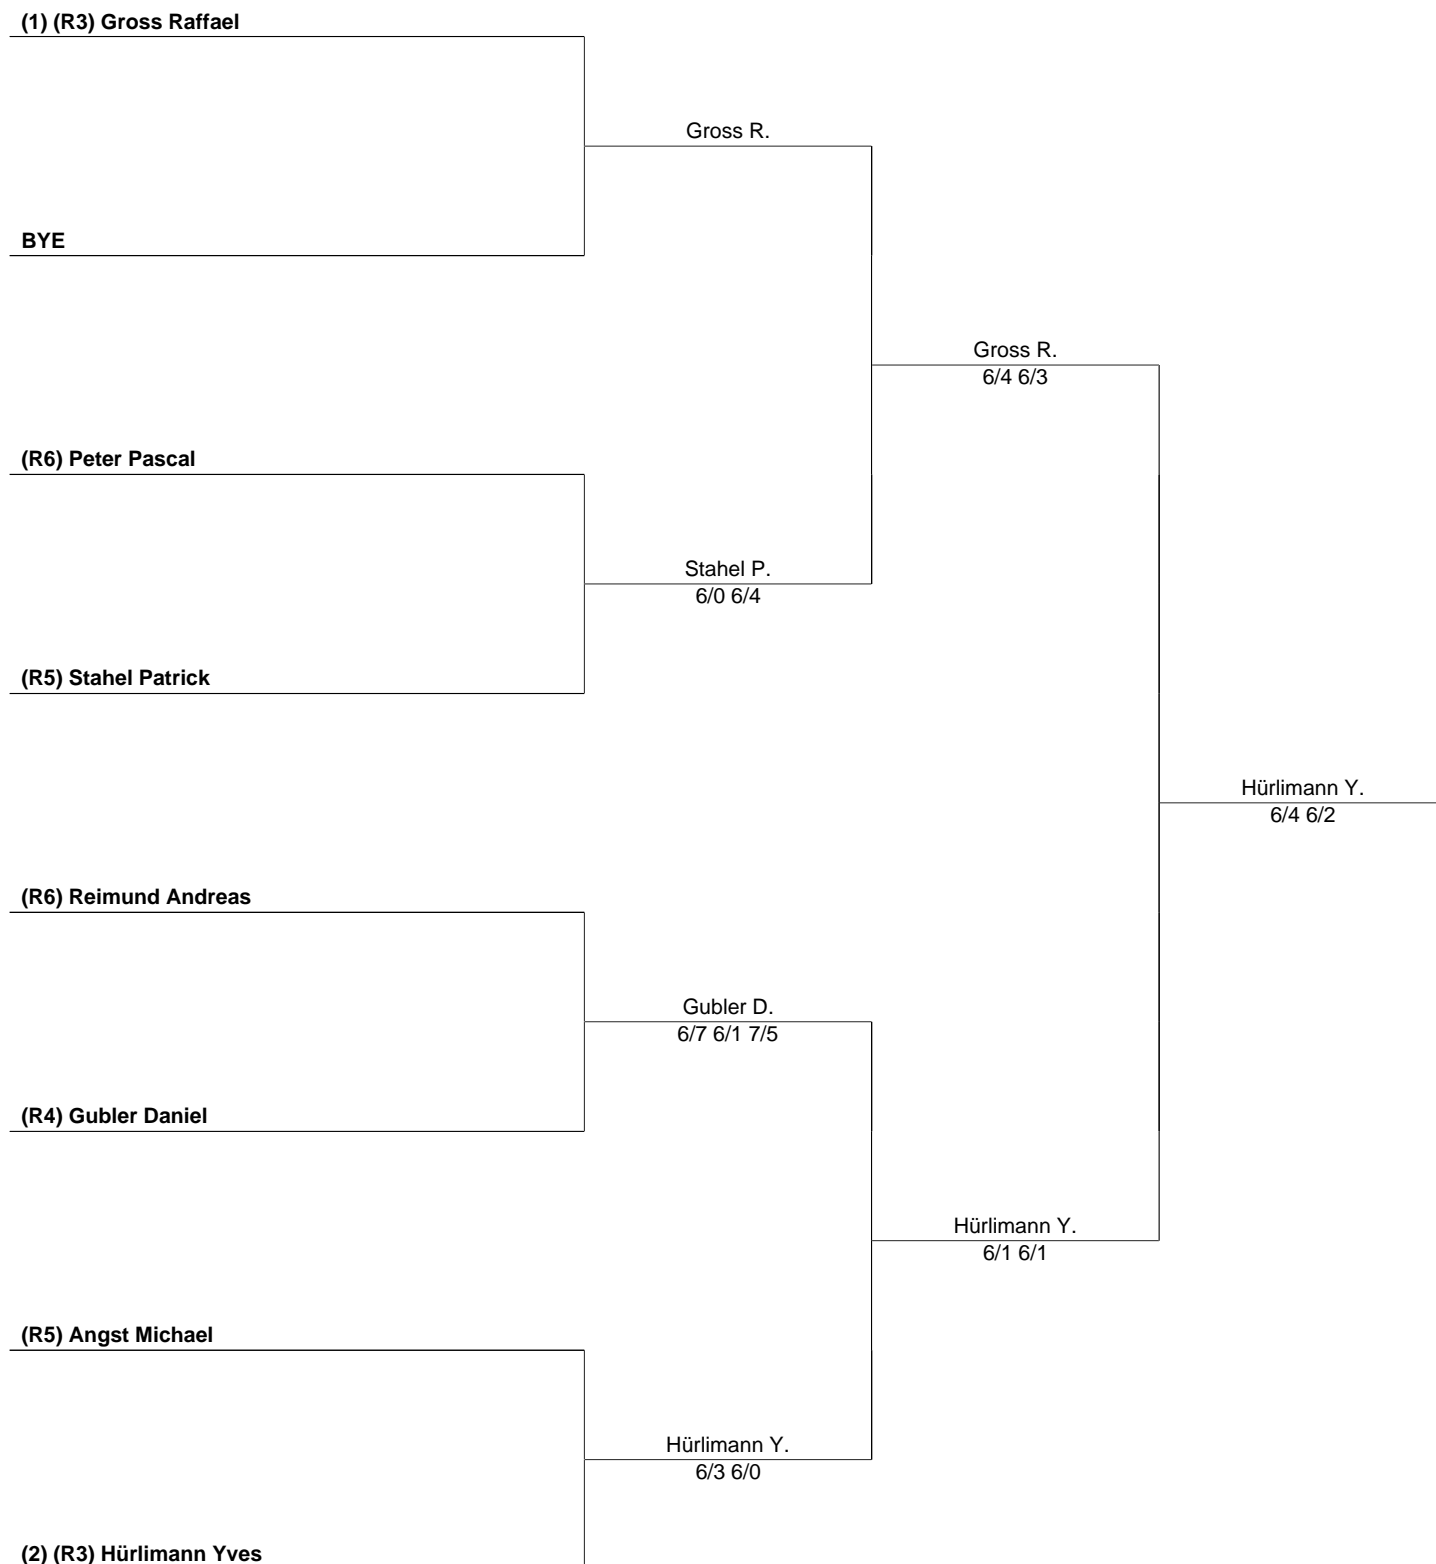 (1) (R3) Gross Raffael
Gross R.
BYE
Gross R.
6/4 6/3
(R6) Peter Pascal
Stahel P.
6/0 6/4
(R5) Stahel Patrick
Hürlimann Y.
6/4 6/2
(R6) Reimund Andreas
Gubler D.
6/7 6/1 7/5
(R4) Gubler Daniel
Hürlimann Y.
6/1 6/1
(R5) Angst Michael
Hürlimann Y.
6/3 6/0
(2) (R3) Hürlimann Yves